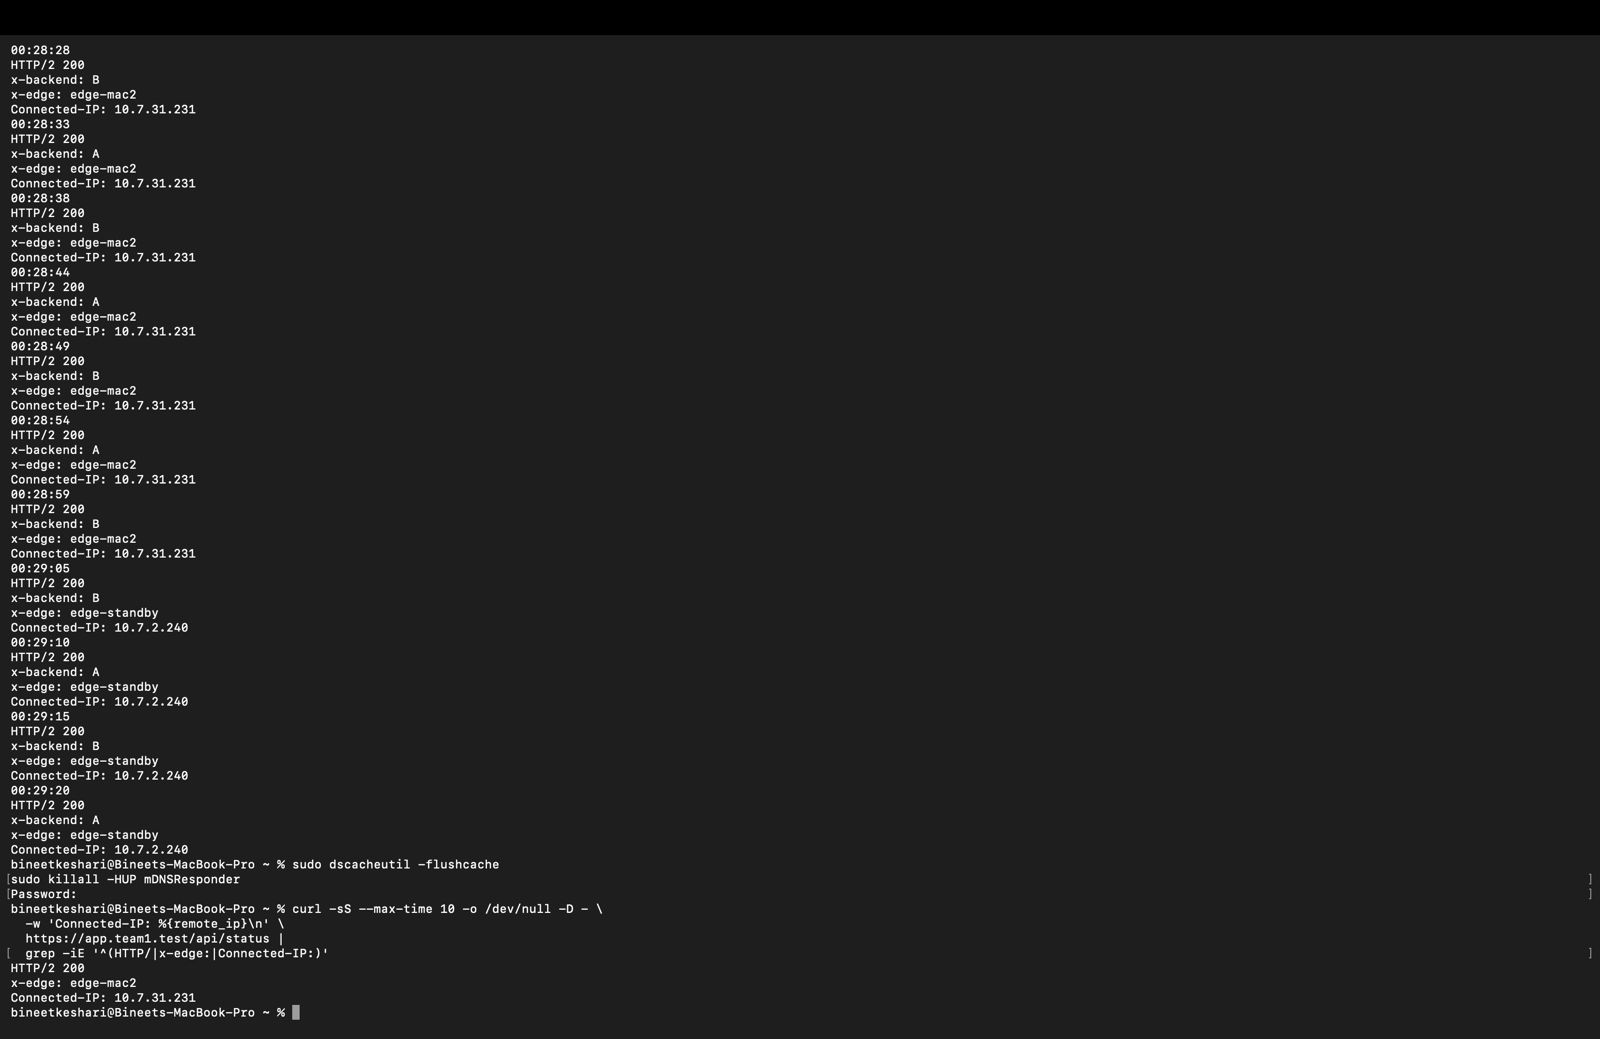 00:28:28
HTTP/2 200
x-backend: B
x-edge: edge-mac2
Connected-IP: 10.7.31.231
00:28:33
HTTP/2 200
x-backend: A
x-edge: edge-mac2
Connected-IP: 10.7.31.231
00:28:38
HTTP/2 200
x-backend: B
x-edge: edge-mac2
Connected-IP: 10.7.31.231
00:28:44
HTTP/2 200
x-backend: A
x-edge: edge-mac2
Connected-IP: 10.7.31.231
00:28:49
HTTP/2 200
x-backend: B
x-edge: edge-mac2
Connected-IP: 10.7.31.231
00:28:54
HTTP/2 200
x-backend: A
x-edge: edge-mac2
Connected-IP: 10.7.31.231
00:28:59
HTTP/2 200
x-backend: B
x-edge: edge-mac2
Connected-IP: 10.7.31.231
00:29:05
HTTP/2 200
x-backend: B
x-edge: edge-standby
Connected-IP: 10.7.2.240
00:29:10
HTTP/2 200
x-backend: A
x-edge: edge-standby
Connected-IP: 10.7.2.240
00:29:15
HTTP/2 200
x-backend: B
x-edge: edge-standby
Connected-IP: 10.7.2.240
00:29:20
HTTP/2 200
x-backend: A
x-edge: edge-standby
Connected-IP: 10.7.2.240
bineetkeshari@Bineets-MacBook-Pro ~ % sudo dscacheutil -flushcache
[sudo killall -HUP mDNSResponder ]
[Password: ]
bineetkeshari@Bineets-MacBook-Pro ~ % curl -sS --max-time 10 -o /dev/null -D - \
  -w 'Connected-IP: %{remote_ip}\n' \
  https://app.team1.test/api/status |
[  grep -iE '^(HTTP/|x-edge:|Connected-IP:)' ]
HTTP/2 200
x-edge: edge-mac2
Connected-IP: 10.7.31.231
bineetkeshari@Bineets-MacBook-Pro ~ %